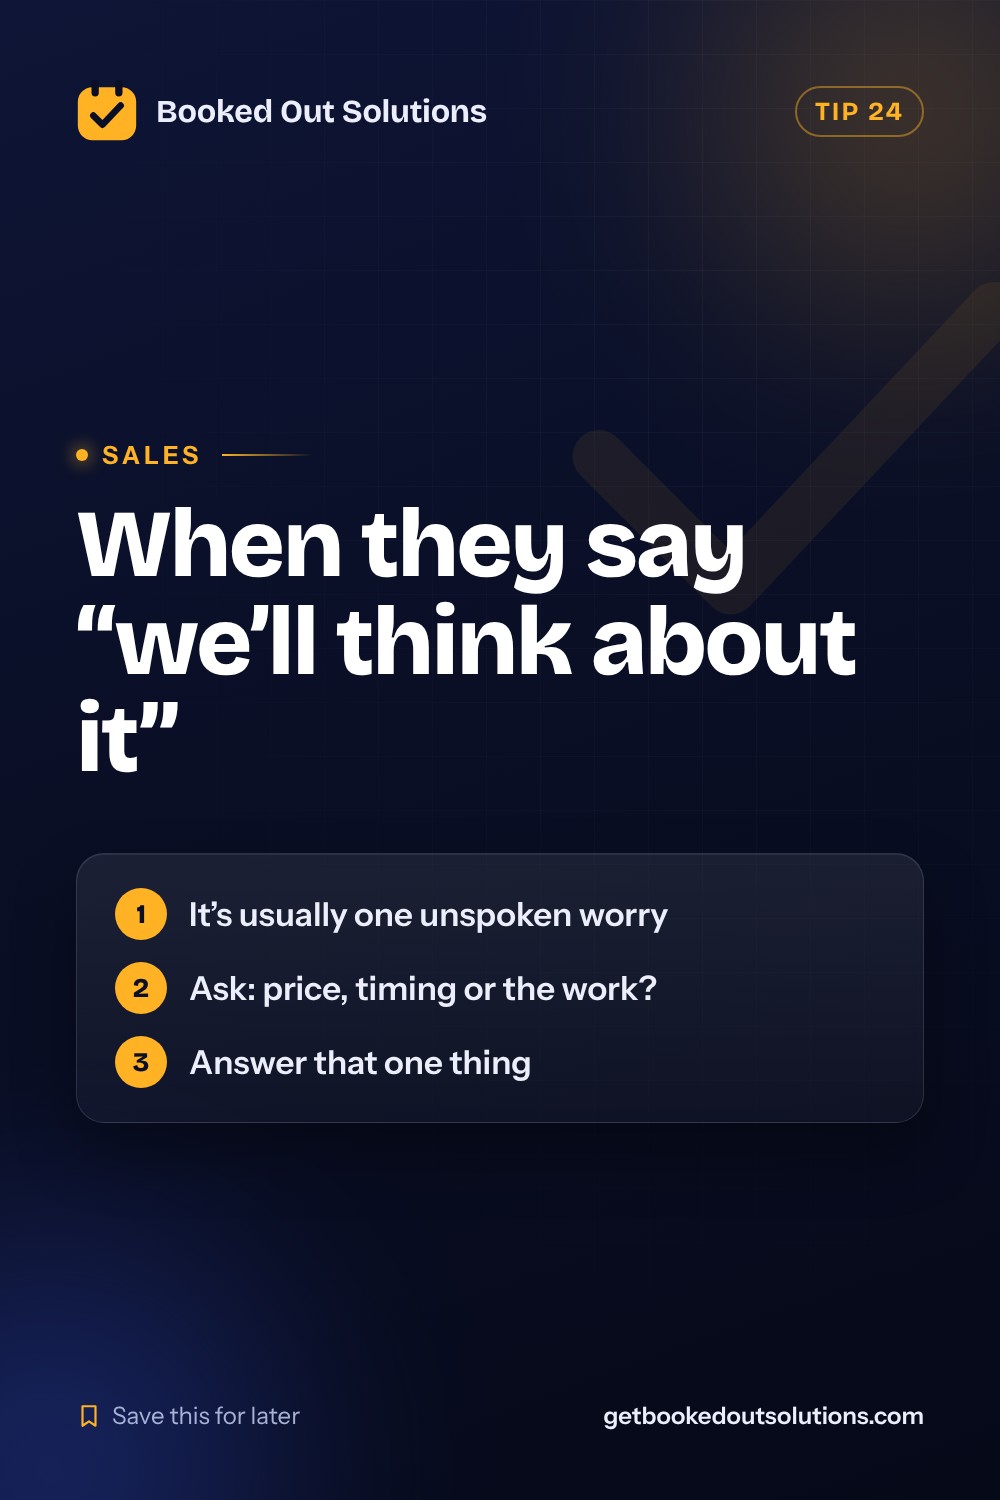 Booked Out Solutions
TIP 24
SALES
When they say
“we’ll think about
it”
1 It’s usually one unspoken worry
2 Ask: price, timing or the work?
3 Answer that one thing
Save this for later
getbookedoutsolutions.com